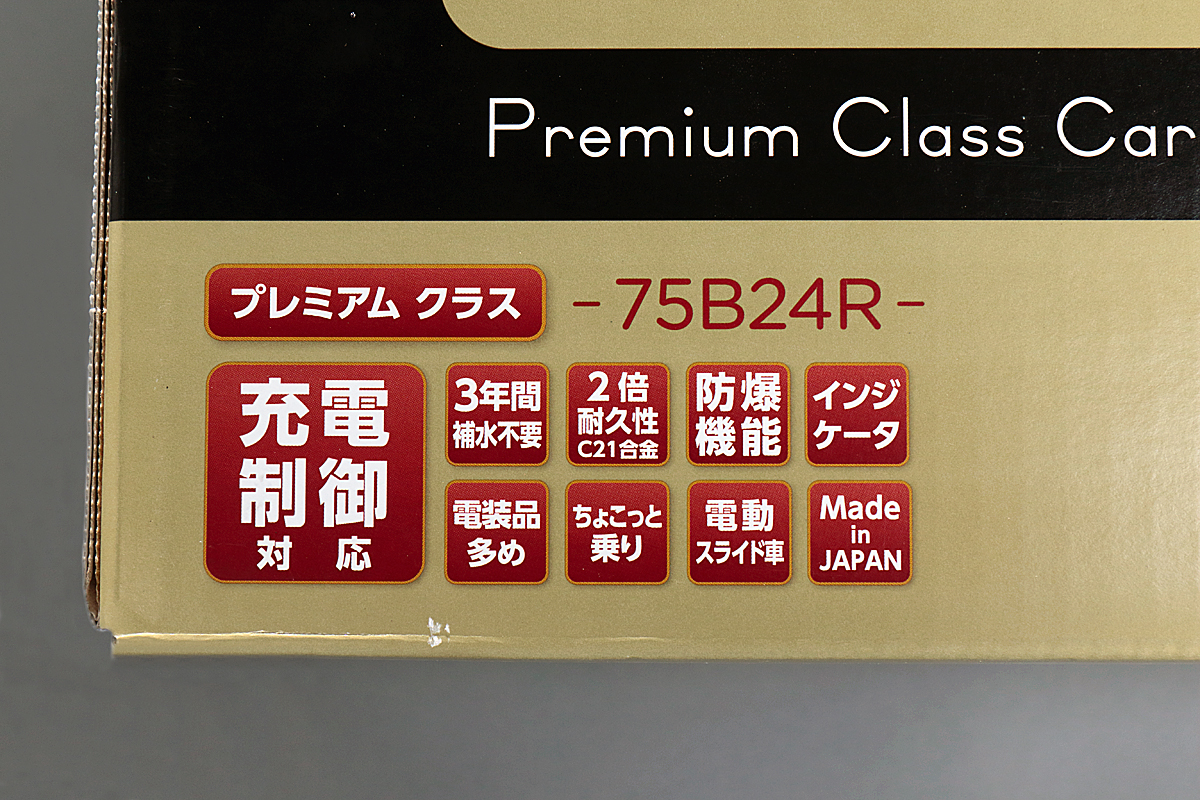 Premium Class Car
プレミアム クラス
-75B24R-
充電
制御
対応
3年間
補水不要
2倍
耐久性
C21合金
防爆
機能
インジ
ケータ
電装品
多め
ちょこっと
乗り
電動
スライド車
Made
in
JAPAN